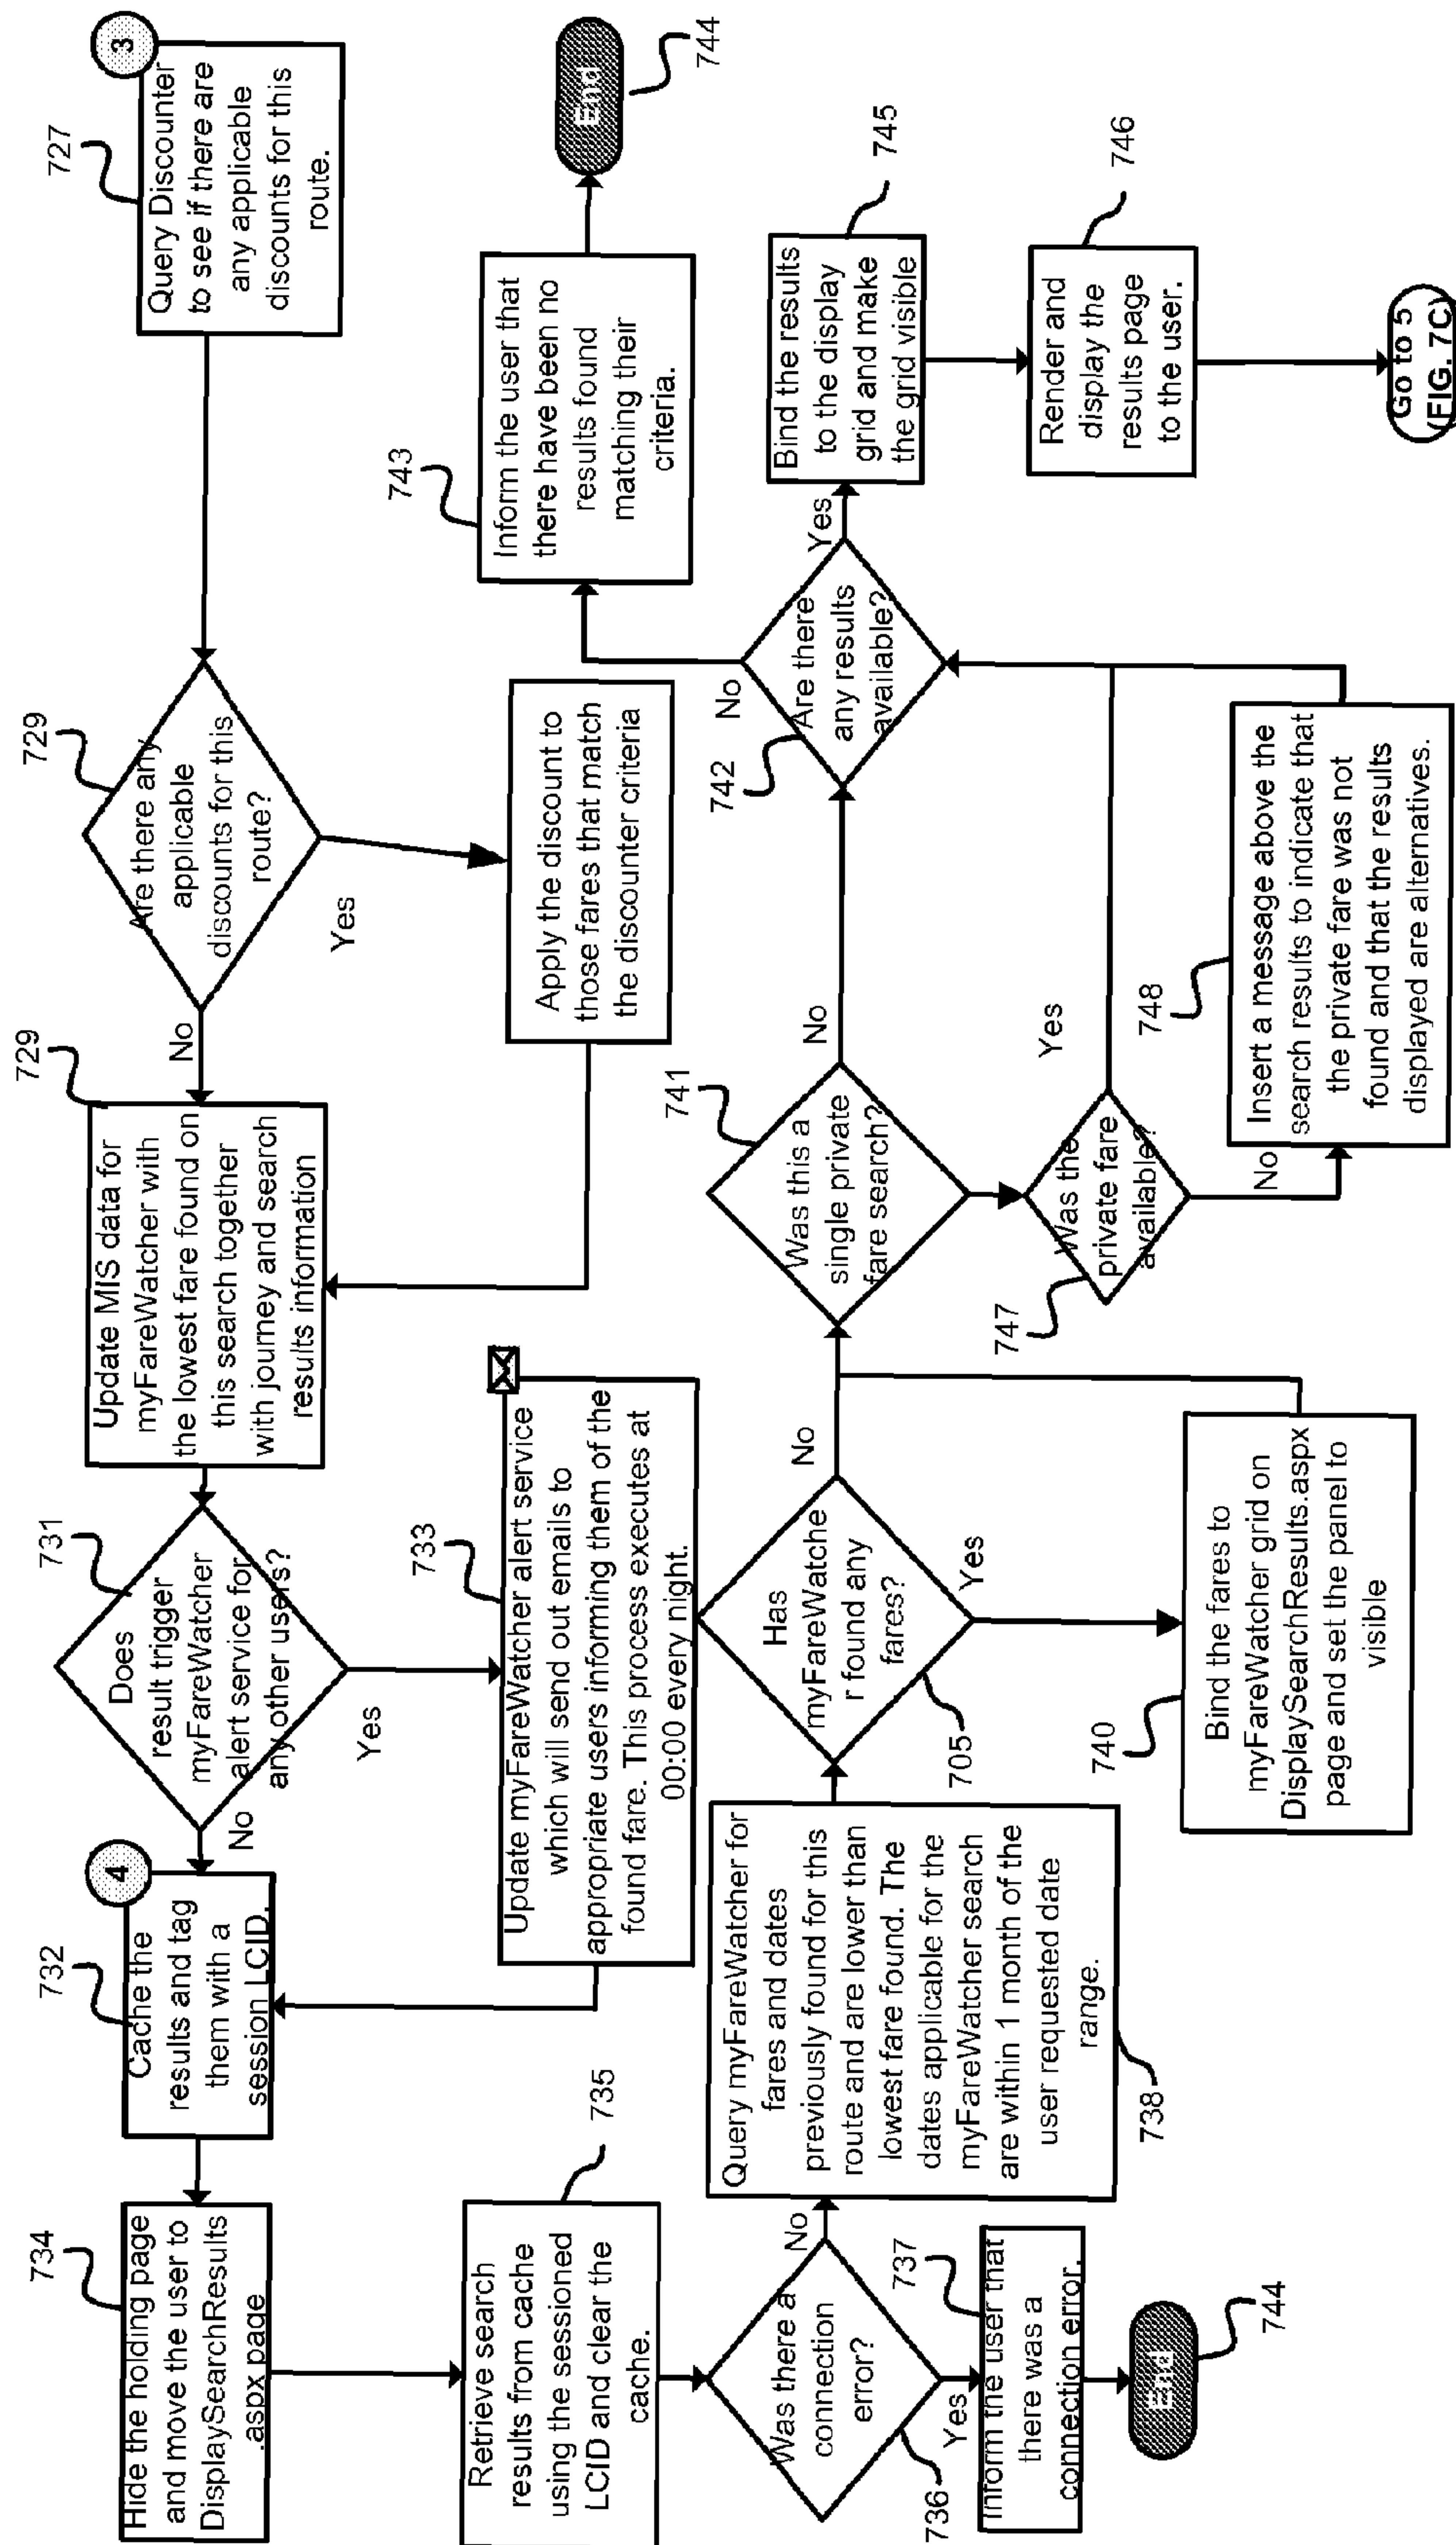 3
727
Query Discounter
to see if there are
any applicable
discounts for this
route.
729
Are there any
applicable
discounts for this
route?
No
Yes
Apply the discount to
those fares that match
the discounter criteria
729
Update MIS data for
myFareWatcher with
the lowest fare found on
this search together
with journey and search
results information
731
Does
result trigger
myFareWatcher
alert service for
any other users?
No
Yes
733
Update myFareWatcher alert service
which will send out emails to
appropriate users informing them of the
found fare. This process executes at
00:00 every night.
4
732
Cache the
results and tag
them with a
session LCID.
734
Hide the holding page
and move the user to
DisplaySearchResults
.aspx page
735
Retrieve search
results from cache
using the sessioned
LCID and clear the
cache.
Was there a
connection
error?
736
No
Yes
737
Inform the user that
there was a
connection error.
End
744
Query myFareWatcher for
fares and dates
previously found for this
route and are lower than
lowest fare found. The
dates applicable for the
myFareWatcher search
are within 1 month of the
user requested date
range.
738
Has
myFareWatche
r found any
fares?
705
No
Yes
740
Bind the fares to
myFareWatcher grid on
DisplaySearchResults.aspx
page and set the panel to
visible
741
Was this a
single private
fare search?
No
747
Was the
private fare
available?
Yes
No
748
Insert a message above the
search results to indicate that
the private fare was not
found and that the results
displayed are alternatives.
742
Are there
any results
available?
No
Yes
743
Inform the user that
there have been no
results found
matching their
criteria.
End
744
745
Bind the results
to the display
grid and make
the grid visible
746
Render and
display the
results page
to the user.
Go to 5
(FIG. 7C)